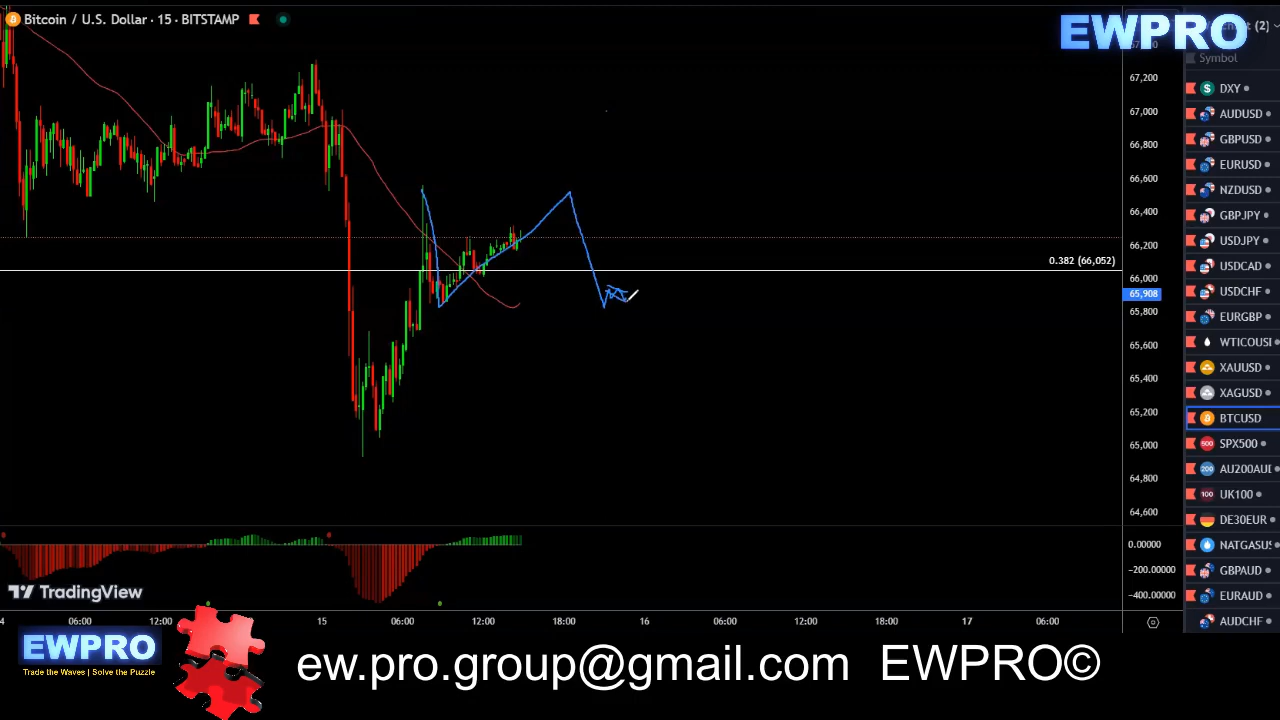 Bitcoin / U.S. Dollar · 15 · BITSTAMP
EWPRO
(2)
Symbol
67,200
67,000
66,800
66,600
66,400
66,200
0.382 (66,052)
66,000
65,908
65,800
65,600
65,400
65,200
65,000
64,800
64,600
0.00000
−200.00000
−400.00000
DXY
AUDUSD
GBPUSD
EURUSD
NZDUSD
GBPJPY
USDJPY
USDCAD
USDCHF
EURGBP
WTICOUSI
XAUUSD
XAGUSD
BTCUSD
SPX500
AU200AUD
UK100
DE30EUR
NATGASUS
GBPAUD
EURAUD
AUDCHF
TradingView
4 06:00 12:00 15 06:00 12:00 18:00 16 06:00 12:00 18:00 17 06:00
EWPRO
Trade the Waves | Solve the Puzzle
ew.pro.group@gmail.com EWPRO©